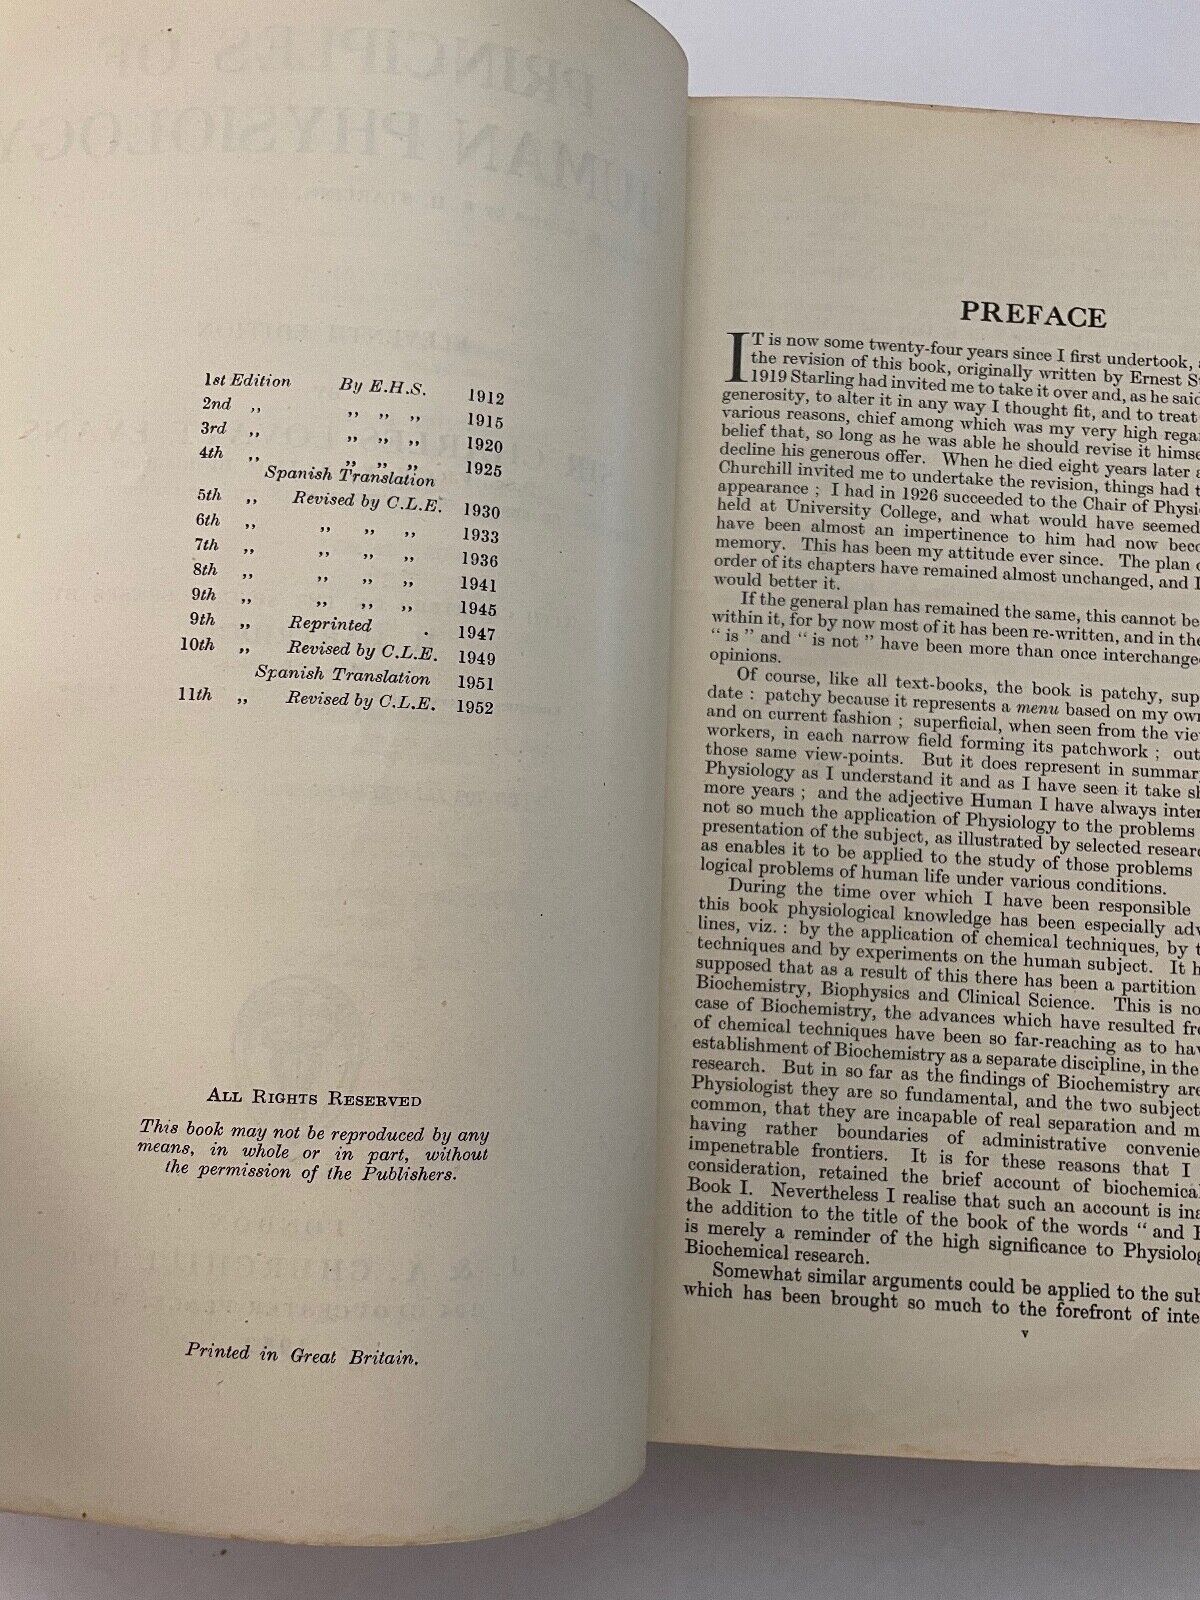 1st Edition By E.H.S. 1912
2nd ,, ,, ,, ,, 1915
3rd ,, ,, ,, ,, 1920
4th ,, ,, ,, ,, 1925
Spanish Translation
5th ,, Revised by C.L.E. 1930
6th ,, ,, ,, ,, 1933
7th ,, ,, ,, ,, 1936
8th ,, ,, ,, ,, 1941
9th ,, ,, ,, ,, 1945
9th ,, Reprinted . 1947
10th ,, Revised by C.L.E. 1949
Spanish Translation 1951
11th ,, Revised by C.L.E. 1952
ALL RIGHTS RESERVED
This book may not be reproduced by any
means, in whole or in part, without
the permission of the Publishers.
Printed in Great Britain.
PREFACE
IT is now some twenty-four years since I first undertook,
the revision of this book, originally written by Ernest
1919 Starling had invited me to take it over and, as he said
generosity, to alter it in any way I thought fit, and to treat
various reasons, chief among which was my very high
belief that, so long as he was able he should revise it
decline his generous offer. When he died eight years later
Churchill invited me to undertake the revision, things had
appearance ; I had in 1926 succeeded to the Chair of
held at University College, and what would have seemed
have been almost an impertinence to him had now
memory. This has been my attitude ever since. The plan
order of its chapters have remained almost unchanged, and I
would better it.
If the general plan has remained the same, this cannot be
within it, for by now most of it has been re-written, and in the
" is " and " is not " have been more than once
opinions.
Of course, like all text-books, the book is patchy,
date : patchy because it represents a menu based on my own
and on current fashion ; superficial, when seen from the
workers, in each narrow field forming its patchwork ;
those same view-points. But it does represent in
Physiology as I understand it and as I have seen it take
more years ; and the adjective Human I have always
not so much the application of Physiology to the problems
presentation of the subject, as illustrated by selected
as enables it to be applied to the study of those problems
logical problems of human life under various conditions.
During the time over which I have been responsible
this book physiological knowledge has been especially
lines, viz. : by the application of chemical techniques, by
techniques and by experiments on the human subject. It
supposed that as a result of this there has been a partition
Biochemistry, Biophysics and Clinical Science. This is
case of Biochemistry, the advances which have resulted
of chemical techniques have been so far-reaching as to
establishment of Biochemistry as a separate discipline, in the
research. But in so far as the findings of Biochemistry are
Physiologist they are so fundamental, and the two
common, that they are incapable of real separation and
having rather boundaries of administrative
impenetrable frontiers. It is for these reasons that I
consideration, retained the brief account of
Book I. Nevertheless I realise that such an account is
the addition to the title of the book of the words " and
is merely a reminder of the high significance to
Biochemical research.
Somewhat similar arguments could be applied to the
which has been brought so much to the forefront of
v